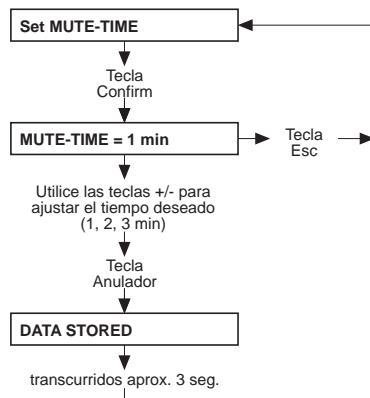 Set MUTE-TIME
Tecla
Confirm
MUTE-TIME = 1 min
Tecla
Esc
Utilice las teclas +/- para
ajustar el tiempo deseado
(1, 2, 3 min)
Tecla
Anulador
DATA STORED
transcurridos aprox. 3 seg.